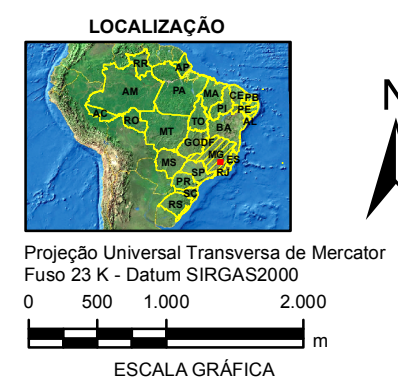 LOCALIZAÇÃO
RR
AP
AM
PA
MA
CE
PB
PI
PE
AC
RO
TO
AL
MT
BA
GO
DF
MG
ES
MS
SP
RJ
PR
SC
RS
N
Projeção Universal Transversa de Mercator
Fuso 23 K - Datum SIRGAS2000
0 500 1.000 2.000
m
ESCALA GRÁFICA